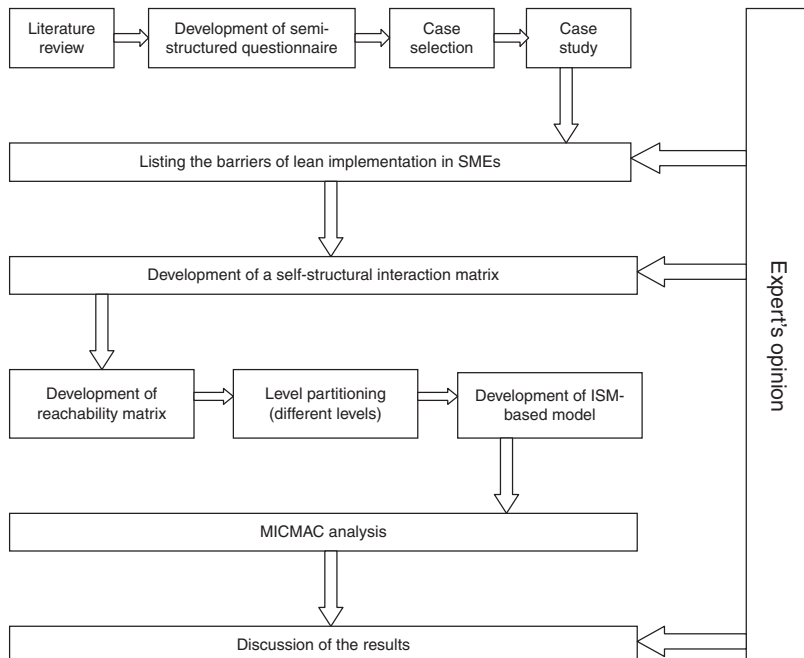 Literature
review
Development of semi-
structured questionnaire
Case
selection
Case
study
Listing the barriers of lean implementation in SMEs
Development of a self-structural interaction matrix
Development of
reachability matrix
Level partitioning
(different levels)
Development of ISM-
based model
MICMAC analysis
Discussion of the results
Expert's opinion